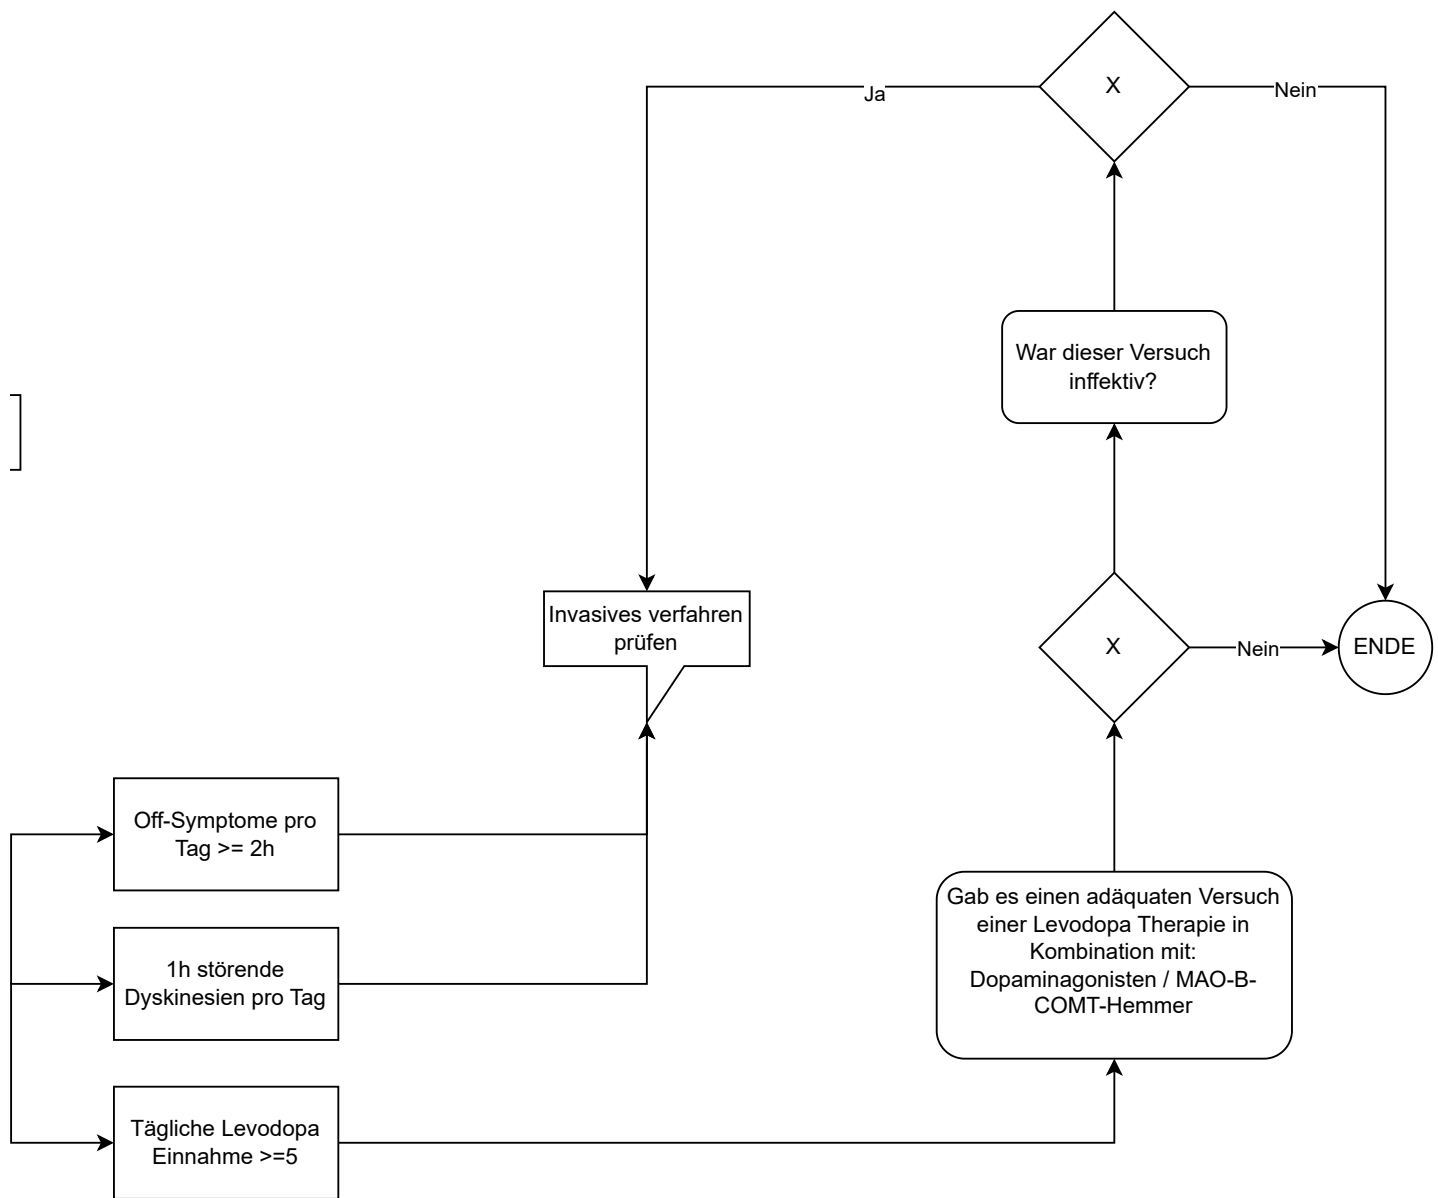 X
Ja
Nein
War dieser Versuch
inffektiv?
Invasives verfahren
prüfen
X
Nein
ENDE
Off-Symptome pro
Tag >= 2h
Gab es einen adäquaten Versuch
einer Levodopa Therapie in
Kombination mit:
Dopaminagonisten / MAO-B-
COMT-Hemmer
1h störende
Dyskinesien pro Tag
Tägliche Levodopa
Einnahme >=5